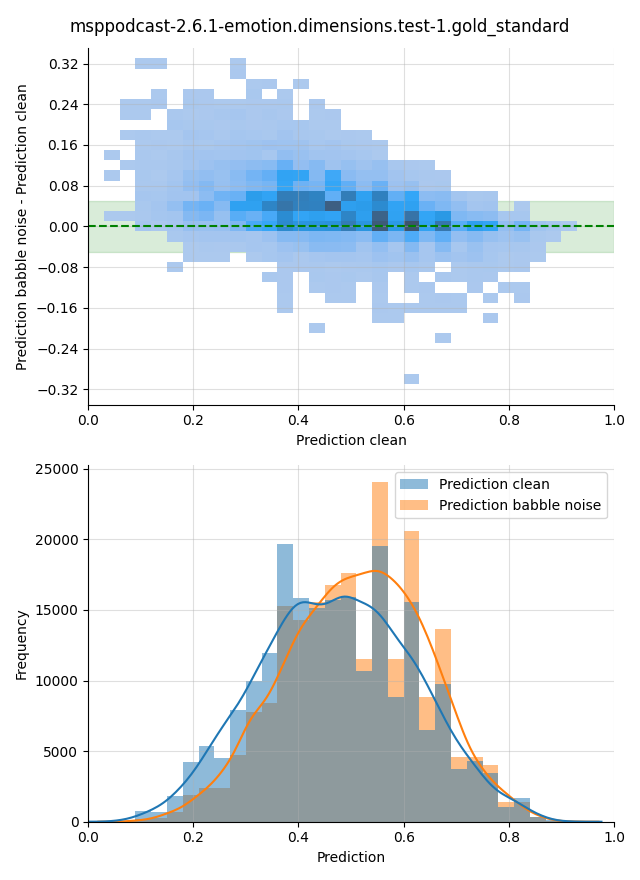 msppodcast-2.6.1-emotion.dimensions.test-1.gold_standard
Prediction babble noise - Prediction clean
0.32
0.24
0.16
0.08
0.00
−0.08
−0.16
−0.24
−0.32
0.0 0.2 0.4 0.6 0.8 1.0
Prediction clean
Frequency
25000
20000
15000
10000
5000
0
Prediction clean
Prediction babble noise
0.0 0.2 0.4 0.6 0.8 1.0
Prediction